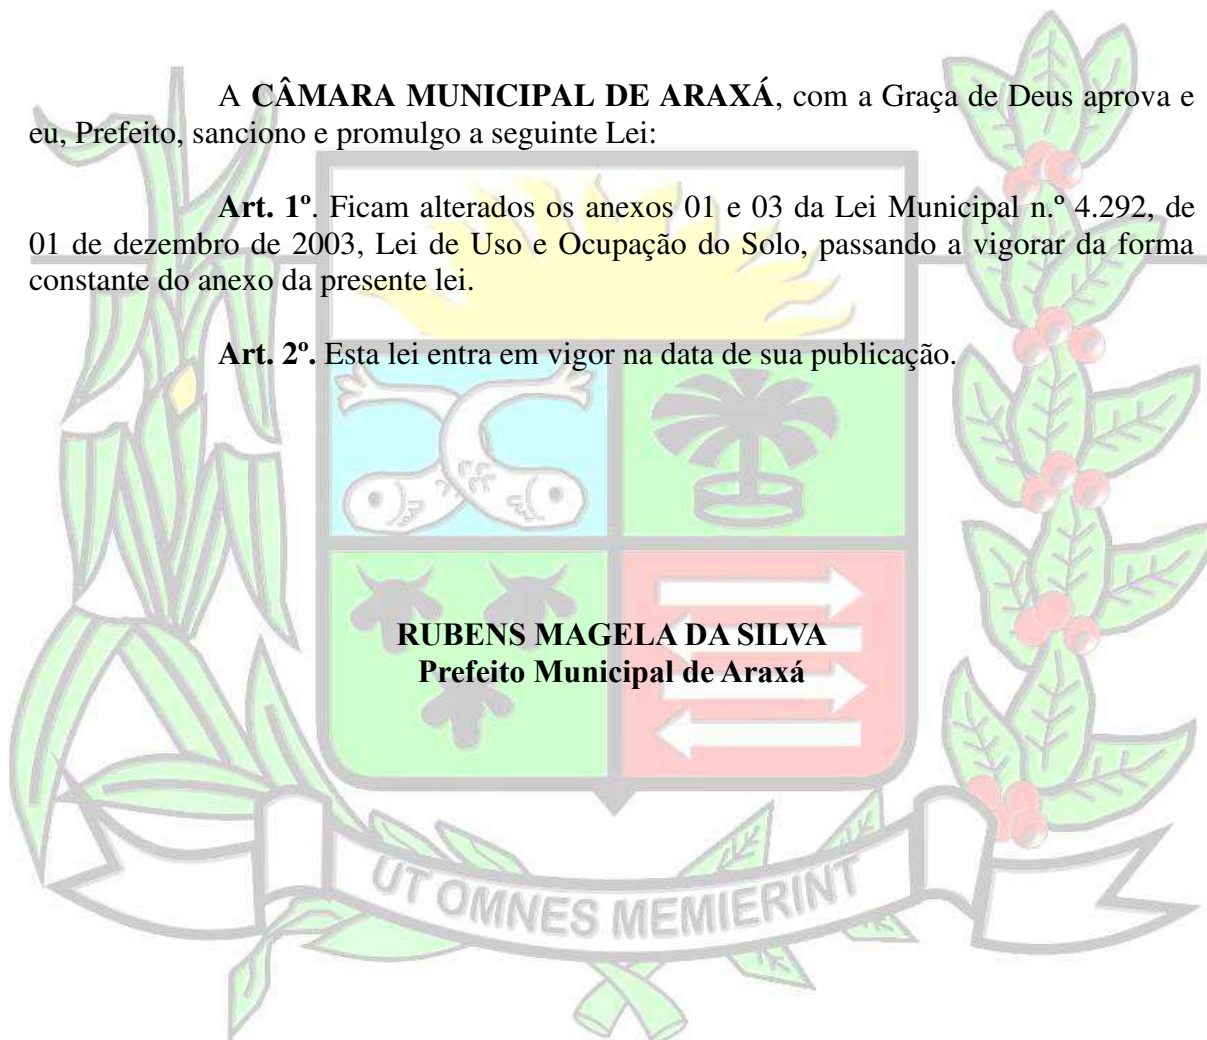 A CÂMARA MUNICIPAL DE ARAXÁ, com a Graça de Deus aprova e
eu, Prefeito, sanciono e promulgo a seguinte Lei:
Art. 1º. Ficam alterados os anexos 01 e 03 da Lei Municipal n.º 4.292, de
01 de dezembro de 2003, Lei de Uso e Ocupação do Solo, passando a vigorar da forma
constante do anexo da presente lei.
Art. 2º. Esta lei entra em vigor na data de sua publicação.
RUBENS MAGELA DA SILVA
Prefeito Municipal de Araxá
UT OMNES MEMIERINT